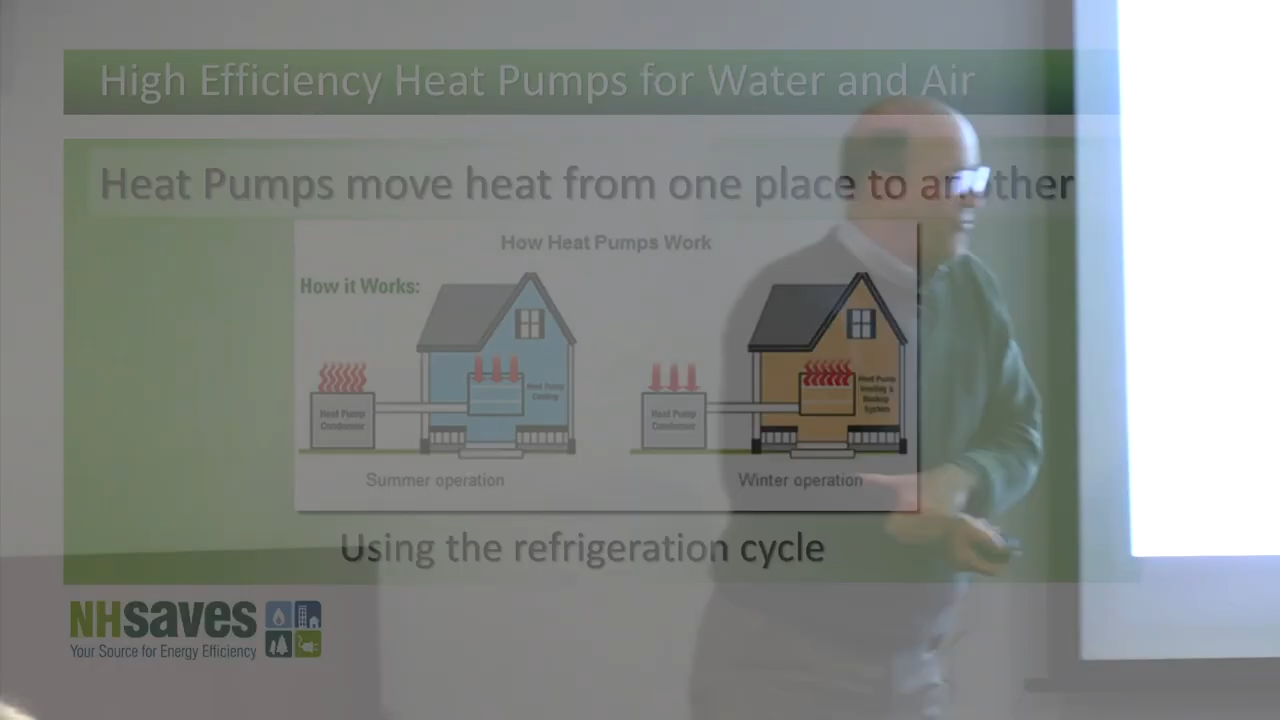 High Efficiency Heat Pumps for Water and Air
Heat Pumps move heat from one place to another
How Heat Pumps Work
How it Works:
Heat Pump
Cooling
Heat Pump
Condenser
Heat Pump
Heating &
Backup
System
Heat Pump
Condenser
Summer operation
Winter operation
Using the refrigeration cycle
NHsaves
Your Source for Energy Efficiency